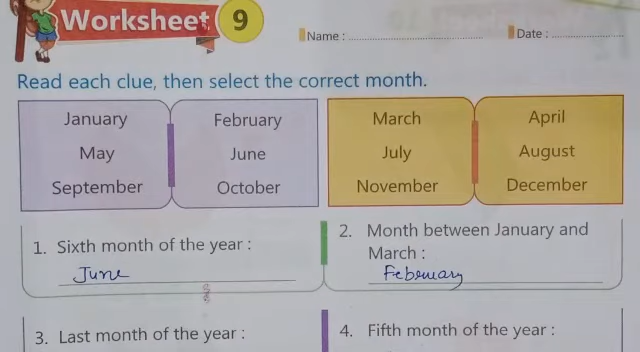 Worksheet 9
Name :
Date :
Read each clue, then select the correct month.
January February March April
May June July August
September October November December
1. Sixth month of the year :
June
2. Month between January and
March :
February
3. Last month of the year :
4. Fifth month of the year :